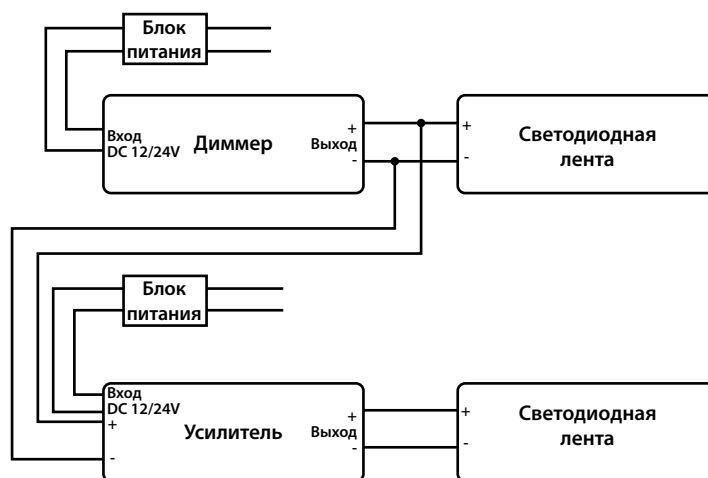 Блок
питания
Вход
DC 12/24V
Диммер
+
Выход
-
+
-
Светодиодная
лента
Блок
питания
Вход
DC 12/24V
+
-
Усилитель
+
Выход
-
+
-
Светодиодная
лента